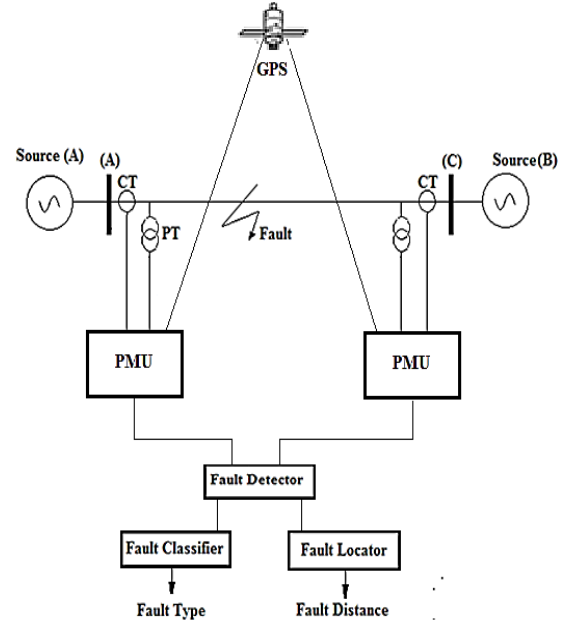 GPS
Source (A)
(A)
CT
PT
Fault
CT
(C)
Source(B)
PMU
PMU
Fault Detector
Fault Classifier
Fault Locator
Fault Type
Fault Distance